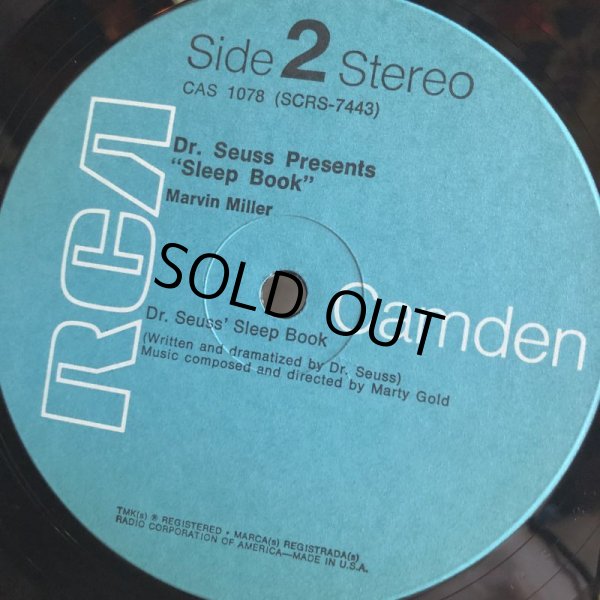 Side 2 Stereo
CAS 1078 (SCRS-7443)
Dr. Seuss Presents
"Sleep Book"
Marvin Miller
RCA
SOLD OUT
Camden
Dr. Seuss' Sleep Book
(Written and dramatized by Dr. Seuss)
Music composed and directed by Marty Gold
TMK(s) ® REGISTERED • MARCA(s) REGISTRADA(s)
RADIO CORPORATION OF AMERICA—MADE IN U.S.A.